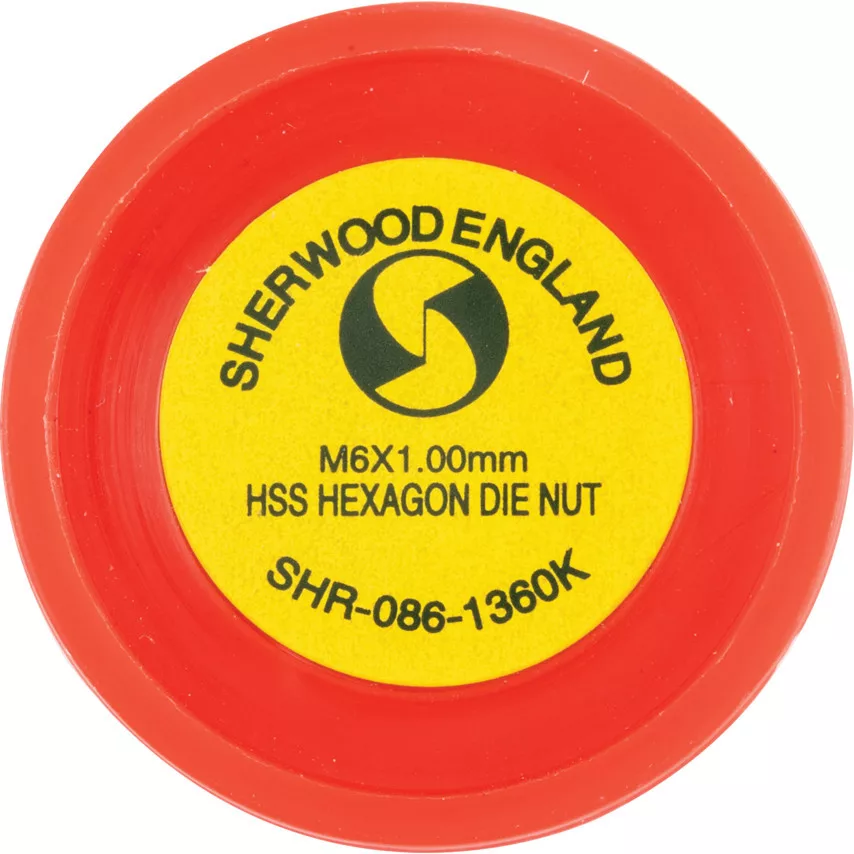 SHERWOOD ENGLAND
M6X1.00mm
HSS HEXAGON DIE NUT
SHR-086-1360K